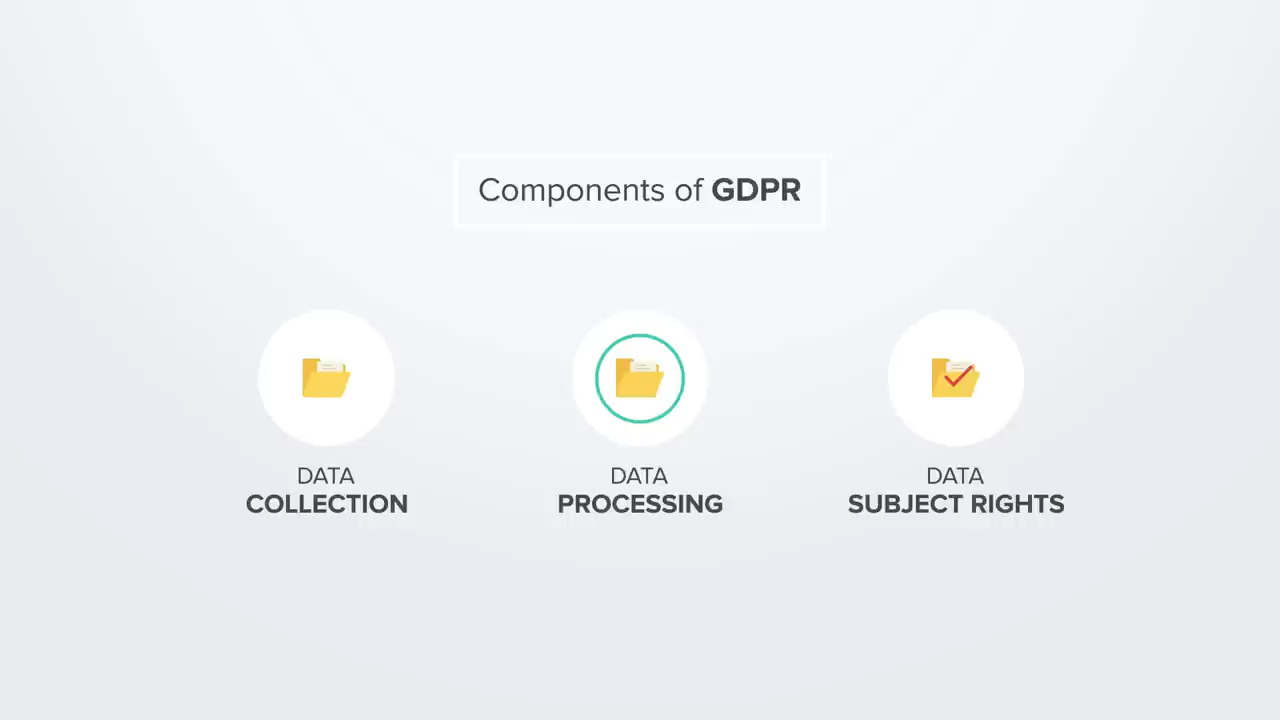 Components of GDPR
DATA
COLLECTION
DATA
PROCESSING
DATA
SUBJECT RIGHTS